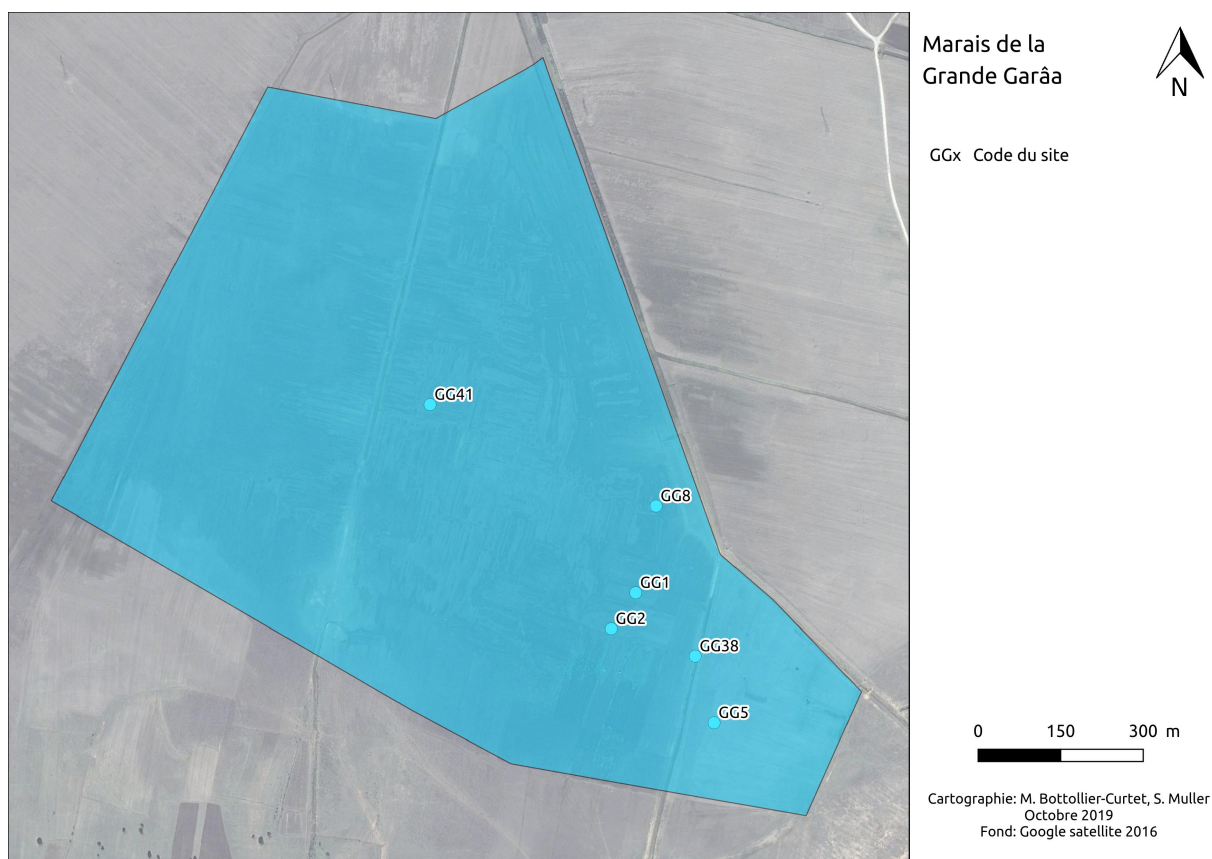 Marais de la
Grande Garâa
N
GGx Code du site
GG41
GG8
GG1
GG2
GG38
GG5
0 150 300 m
Cartographie: M. Bottollier-Curtet, S. Muller
Octobre 2019
Fond: Google satellite 2016